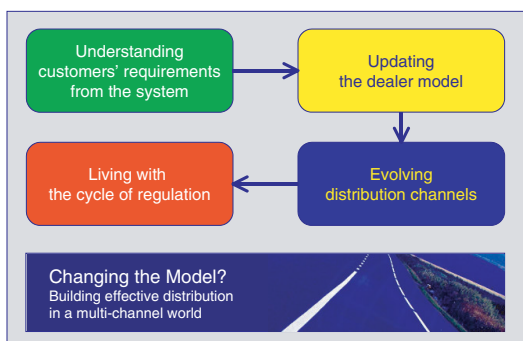 Understanding
customers' requirements
from the system
Updating
the dealer model
Living with
the cycle of regulation
Evolving
distribution channels
Changing the Model?
Building effective distribution
in a multi-channel world